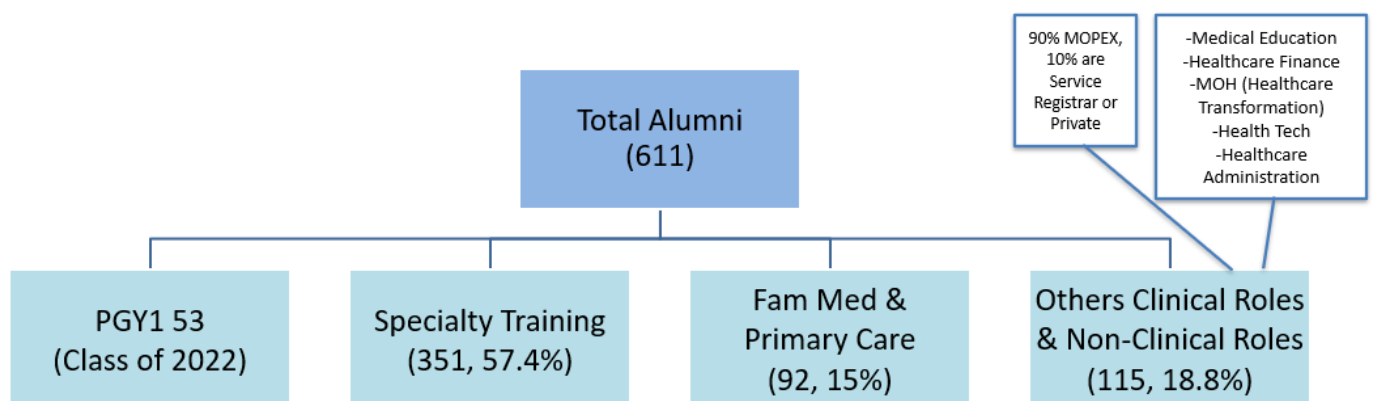 90% MOPEX,
10% are
Service
Registrar or
Private
-Medical Education
-Healthcare Finance
-MOH (Healthcare
Transformation)
-Health Tech
-Healthcare
Administration
Total Alumni
(611)
PGY1 53
(Class of 2022)
Specialty Training
(351, 57.4%)
Fam Med &
Primary Care
(92, 15%)
Others Clinical Roles
& Non-Clinical Roles
(115, 18.8%)